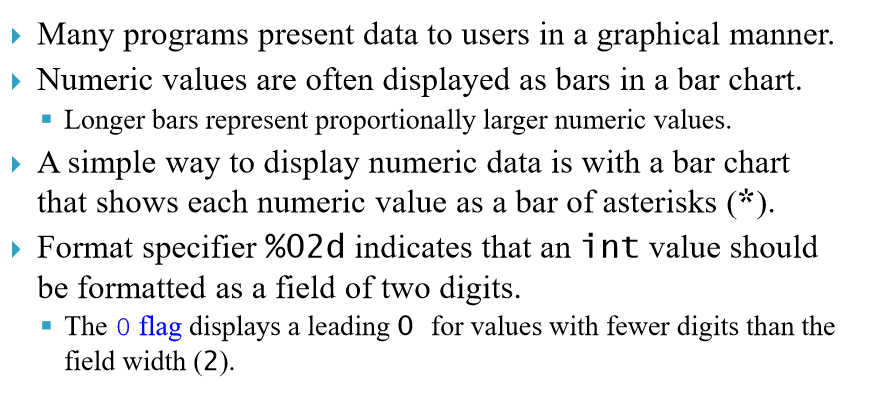 Many programs present data to users in a graphical manner.
Numeric values are often displayed as bars in a bar chart.
Longer bars represent proportionally larger numeric values.
A simple way to display numeric data is with a bar chart
that shows each numeric value as a bar of asterisks (*).
Format specifier %02d indicates that an int value should
be formatted as a field of two digits.
The 0 flag displays a leading 0 for values with fewer digits than the
field width (2).